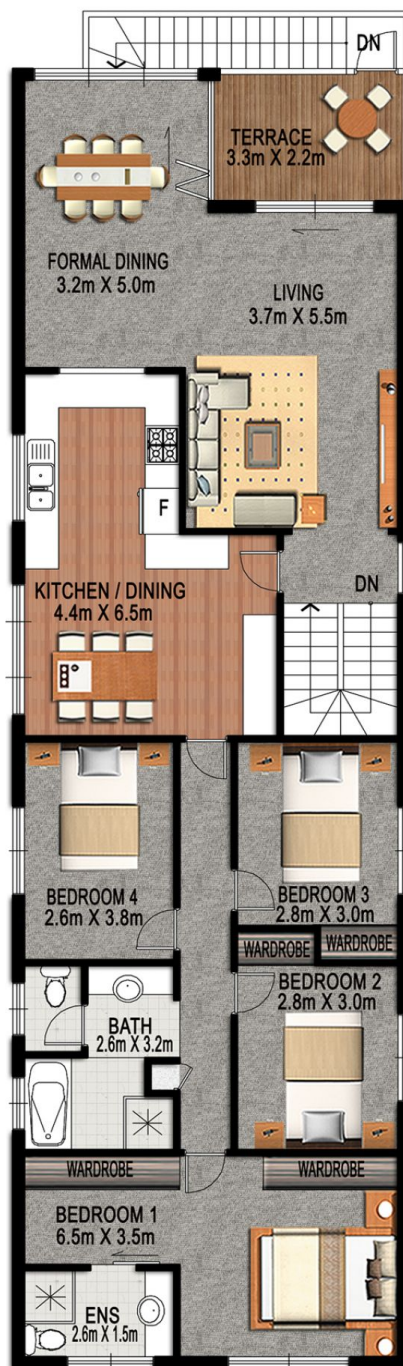 DN
TERRACE
3.3m X 2.2m
FORMAL DINING
3.2m X 5.0m
LIVING
3.7m X 5.5m
F
KITCHEN / DINING
4.4m X 6.5m
DN
BEDROOM 4
2.6m X 3.8m
BEDROOM 3
2.8m X 3.0m
WARDROBE
WARDROBE
BEDROOM 2
2.8m X 3.0m
BATH
2.6m X 3.2m
WARDROBE
WARDROBE
BEDROOM 1
6.5m X 3.5m
ENS
2.6m X 1.5m